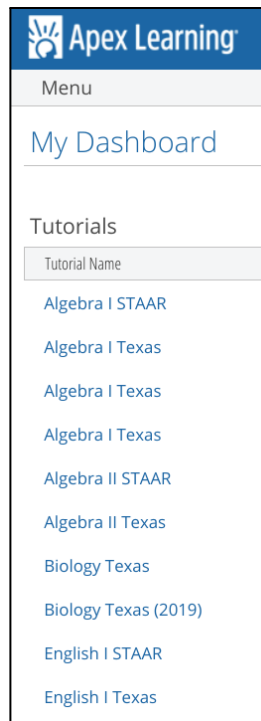 Apex Learning
Menu
My Dashboard
Tutorials
Tutorial Name
Algebra I STAAR
Algebra I Texas
Algebra I Texas
Algebra I Texas
Algebra II STAAR
Algebra II Texas
Biology Texas
Biology Texas (2019)
English I STAAR
English I Texas